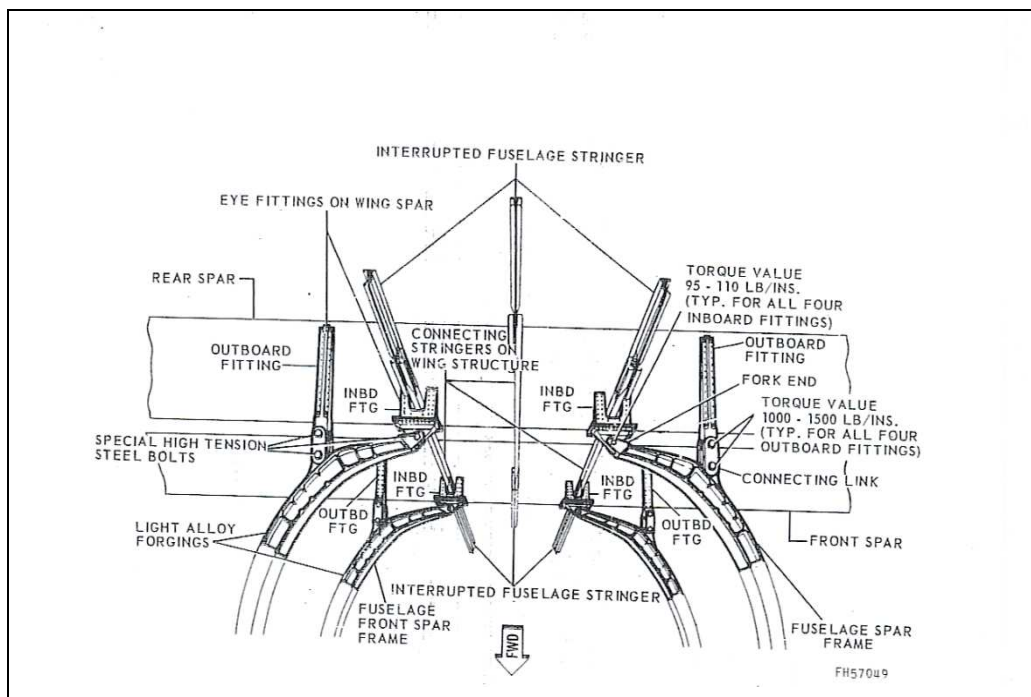 INTERRUPTED FUSELAGE STRINGER
EYE FITTINGS ON WING SPAR
REAR SPAR
TORQUE VALUE
95 - 110 LB/INS.
(TYP. FOR ALL FOUR
INBOARD FITTINGS)
CONNECTING
STRINGERS ON
WING STRUCTURE
OUTBOARD
FITTING
OUTBOARD
FITTING
INBD
FTG
INBD
FTG
FORK END
TORQUE VALUE
1000 - 1500 LB/INS.
(TYP. FOR ALL FOUR
OUTBOARD FITTINGS)
SPECIAL HIGH TENSION
STEEL BOLTS
INBD
FTG
INBD
FTG
CONNECTING LINK
OUTBD
FTG
OUTBD
FTG
LIGHT ALLOY
FORGINGS
FRONT SPAR
INTERRUPTED FUSELAGE STRINGER
FUSELAGE
FRONT SPAR
FRAME
FUSELAGE SPAR
FRAME
FWD
FH57049